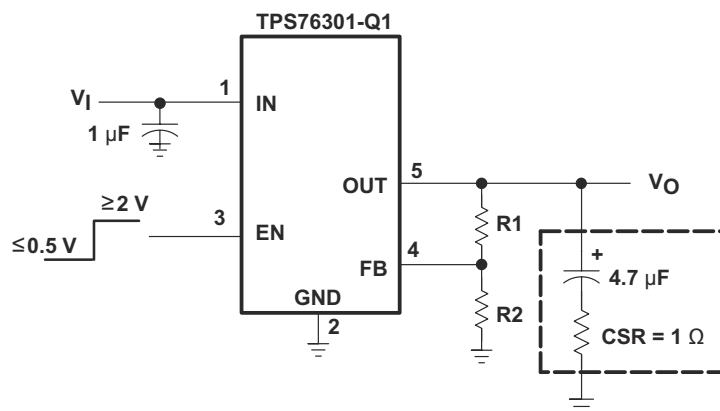 TPS76301-Q1
1
V_I
IN
1 µF
5
OUT
V_O
≥2 V
R1
3
≤0.5 V
EN
4
+
FB
4.7 µF
GND
R2
2
CSR = 1 Ω